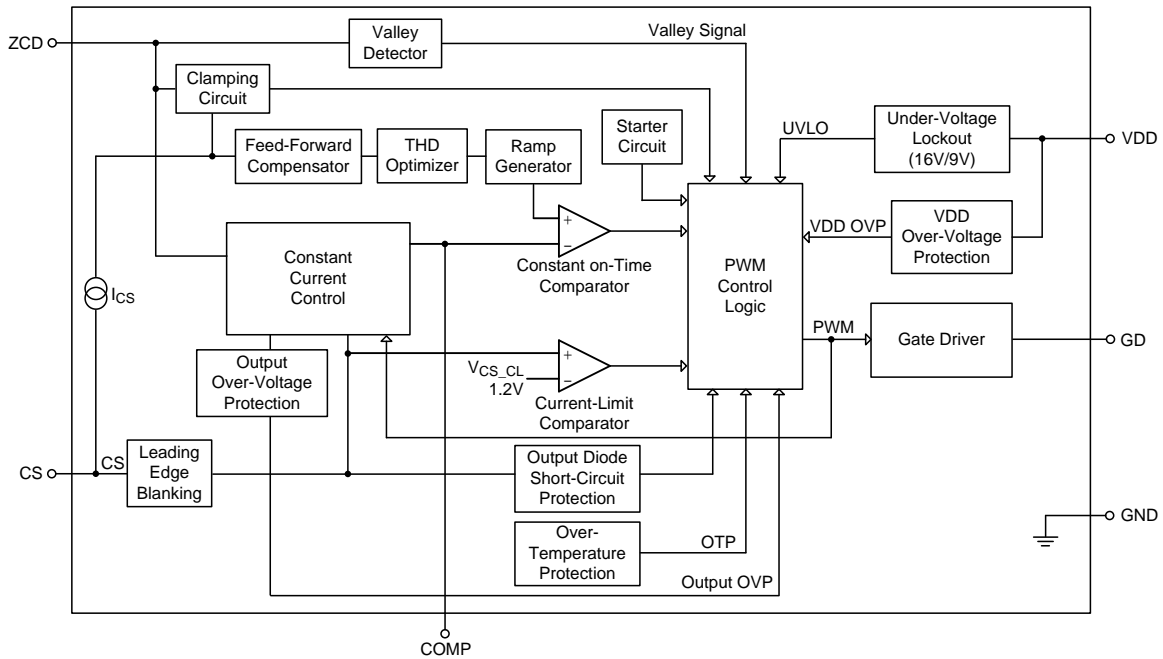 ZCD
Valley
Detector
Valley Signal
Clamping
Circuit
Feed-Forward
Compensator
THD
Optimizer
Ramp
Generator
Starter
Circuit
UVLO
Under-Voltage
Lockout
(16V/9V)
VDD
VDD OVP
VDD
Over-Voltage
Protection
Constant
Current
Control
+
−
Constant on-Time
Comparator
PWM
Control
Logic
ICS
PWM
Gate Driver
GD
Output
Over-Voltage
Protection
VCS_CL
1.2V
+
−
Current-Limit
Comparator
CS
CS
Leading
Edge
Blanking
Output Diode
Short-Circuit
Protection
GND
Over-
Temperature
Protection
OTP
Output OVP
COMP